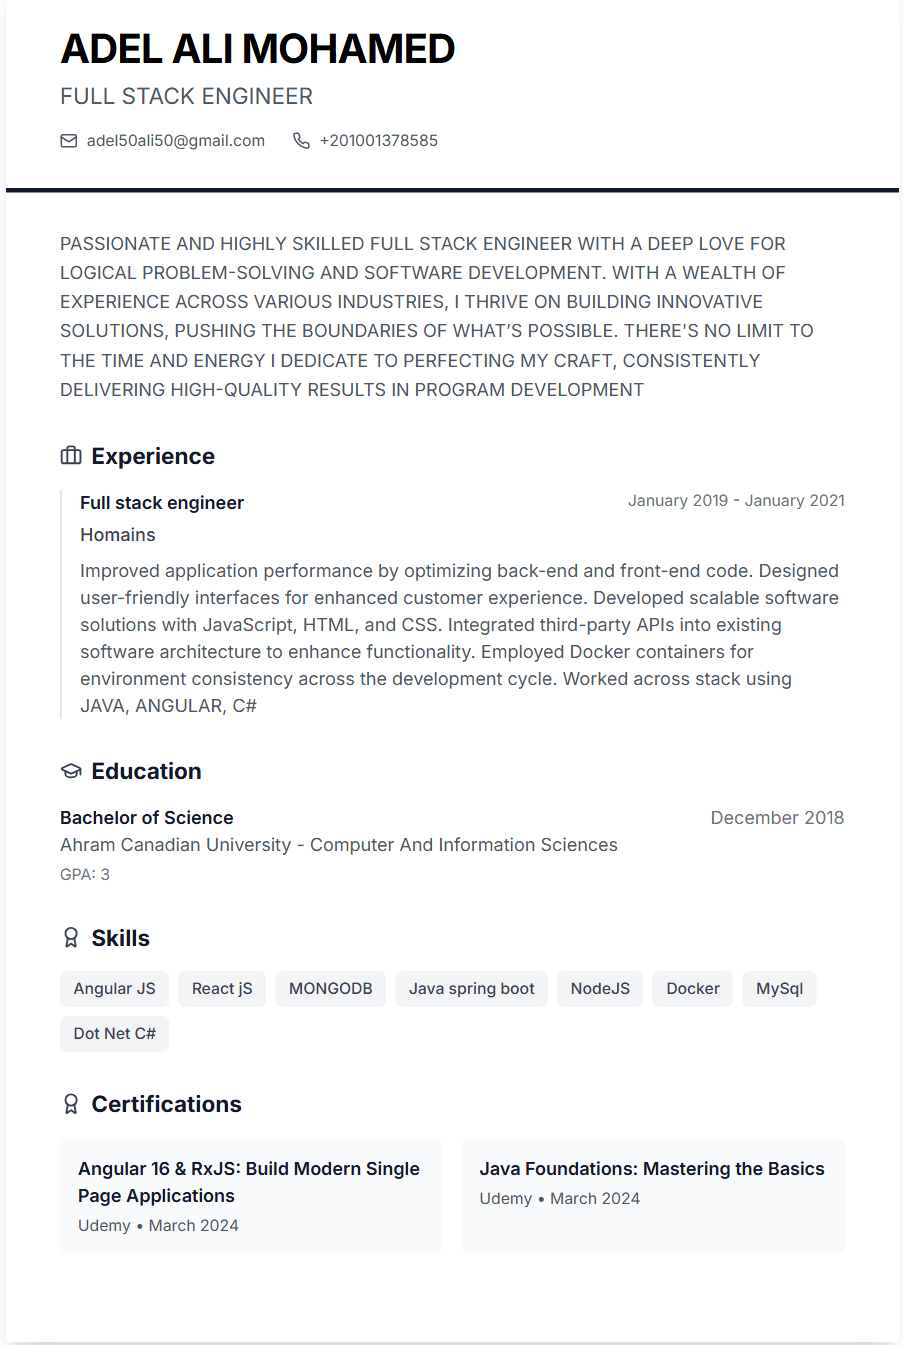 ADEL ALI MOHAMED
FULL STACK ENGINEER
adel50ali50@gmail.com +201001378585
PASSIONATE AND HIGHLY SKILLED FULL STACK ENGINEER WITH A DEEP LOVE FOR
LOGICAL PROBLEM-SOLVING AND SOFTWARE DEVELOPMENT. WITH A WEALTH OF
EXPERIENCE ACROSS VARIOUS INDUSTRIES, I THRIVE ON BUILDING INNOVATIVE
SOLUTIONS, PUSHING THE BOUNDARIES OF WHAT’S POSSIBLE. THERE'S NO LIMIT TO
THE TIME AND ENERGY I DEDICATE TO PERFECTING MY CRAFT, CONSISTENTLY
DELIVERING HIGH-QUALITY RESULTS IN PROGRAM DEVELOPMENT
Experience
Full stack engineer January 2019 - January 2021
Homains
Improved application performance by optimizing back-end and front-end code. Designed
user-friendly interfaces for enhanced customer experience. Developed scalable software
solutions with JavaScript, HTML, and CSS. Integrated third-party APIs into existing
software architecture to enhance functionality. Employed Docker containers for
environment consistency across the development cycle. Worked across stack using
JAVA, ANGULAR, C#
Education
Bachelor of Science December 2018
Ahram Canadian University - Computer And Information Sciences
GPA: 3
Skills
Angular JS React jS MONGODB Java spring boot NodeJS Docker MySql
Dot Net C#
Certifications
Angular 16 & RxJS: Build Modern Single
Page Applications
Udemy • March 2024
Java Foundations: Mastering the Basics
Udemy • March 2024